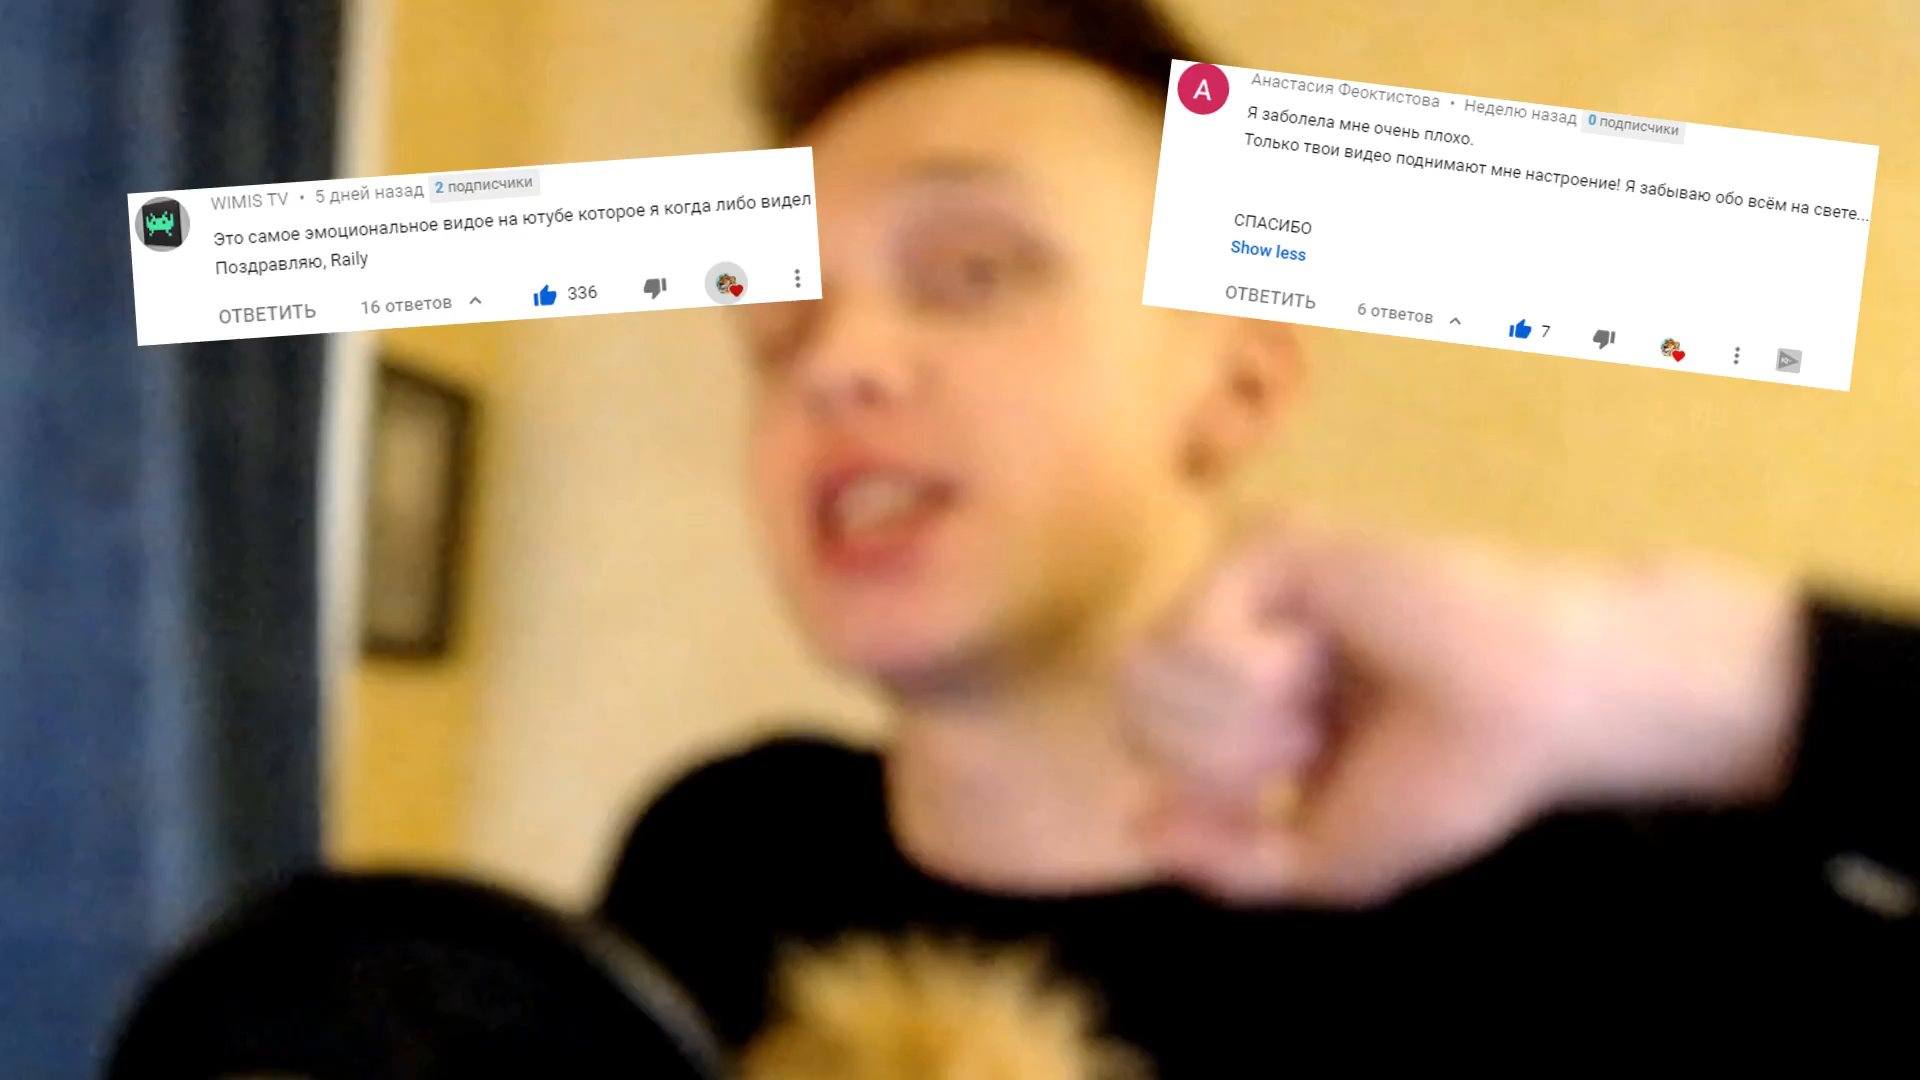 WIMIS TV • 5 дней назад 2 подписчики
Это самое эмоциональное видое на ютубе которое я когда либо видел
Поздравляю, Raily
ОТВЕТИТЬ 16 ответов 336
A
Анастасия Феоктистова • Неделю назад 0 подписчики
Я заболела мне очень плохо.
Только твои видео поднимают мне настроение! Я забываю обо всём на свете...
СПАСИБО
Show less
ОТВЕТИТЬ 6 ответов 7